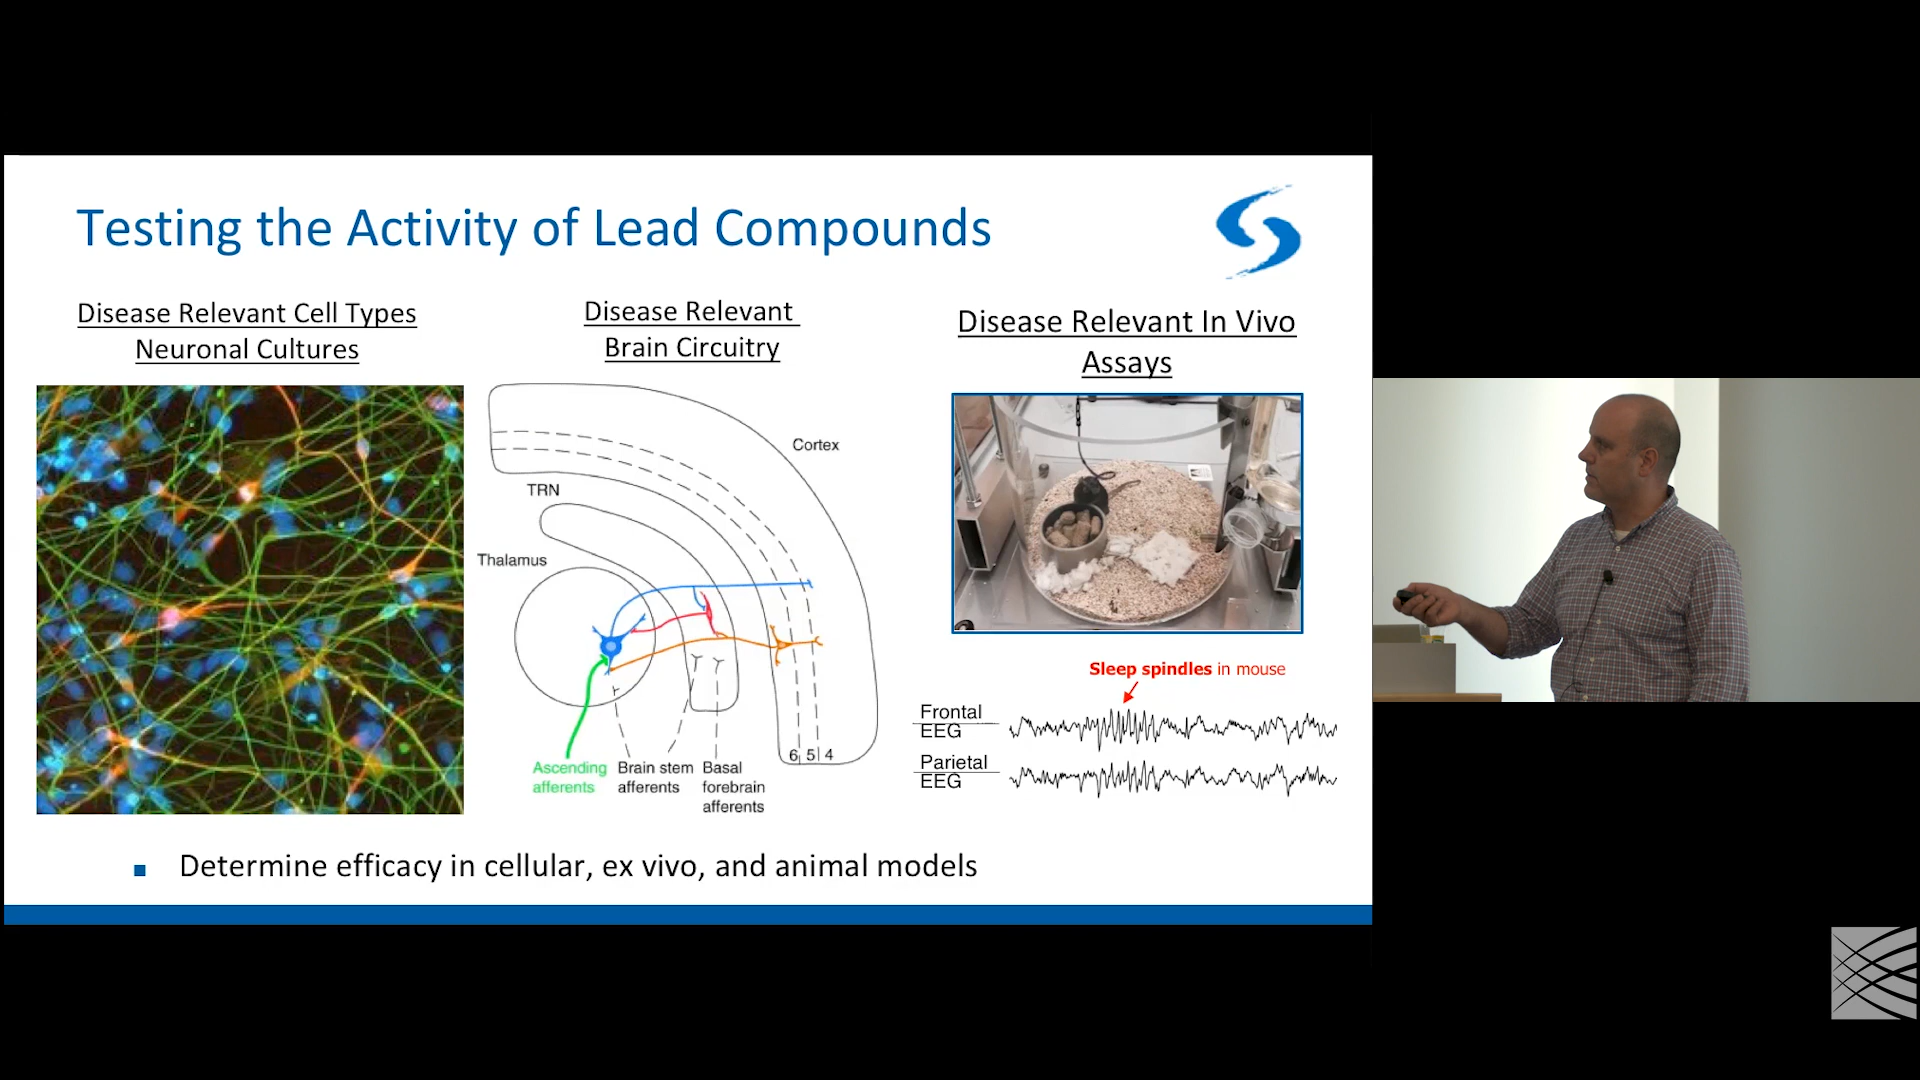 Testing the Activity of Lead Compounds
Disease Relevant Cell Types
Neuronal Cultures
Disease Relevant
Brain Circuitry
Cortex
TRN
Thalamus
6 5 4
Ascending
afferents
Brain stem
afferents
Basal
forebrain
afferents
Disease Relevant In Vivo
Assays
Sleep spindles in mouse
Frontal
EEG
Parietal
EEG
Determine efficacy in cellular, ex vivo, and animal models